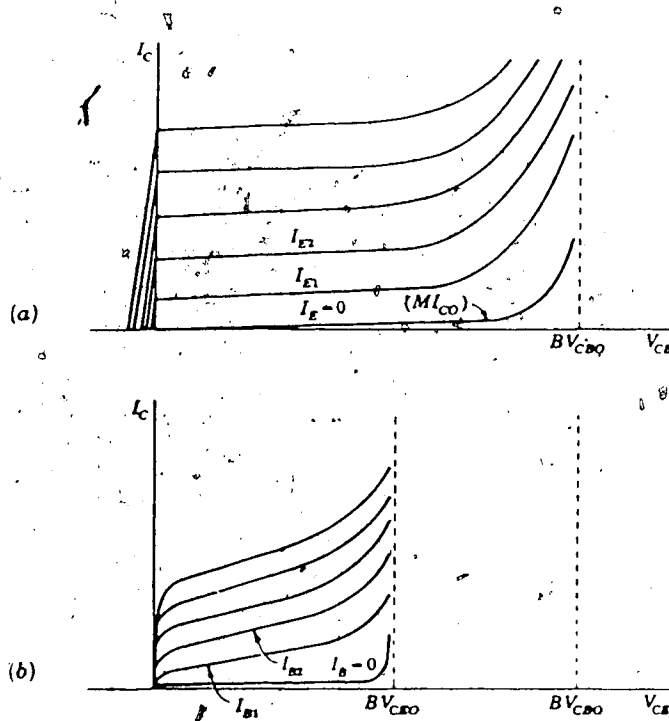 I_C
I_E2
I_E1
I_E = 0
(MI_CO)
(a)
BV_CBO
I_C
I_B2
I_B = 0
(b)
I_B1
BV_CEO
BV_CBO